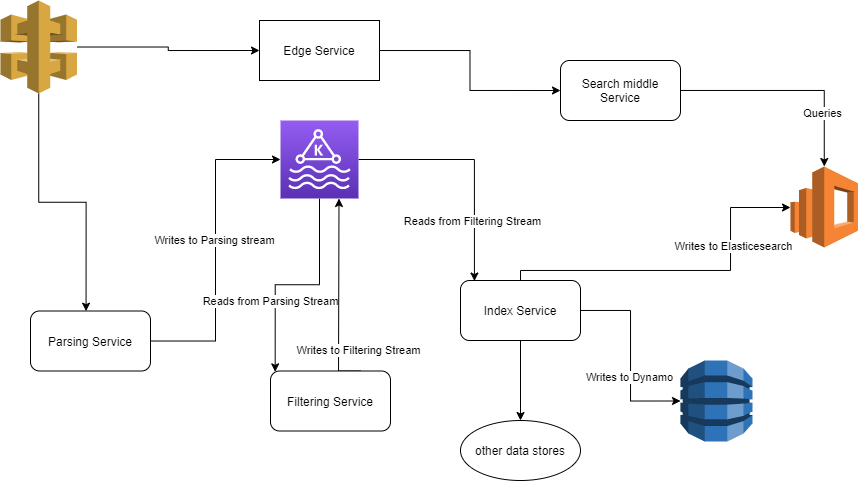 Edge Service
Search middle
Service
Queries
K
Reads from Filtering Stream
Writes to Parsing stream
Writes to Elasticsearch
Reads from Parsing Stream
Index Service
Parsing Service
Writes to Filtering Stream
Writes to Dynamo
Filtering Service
other data stores